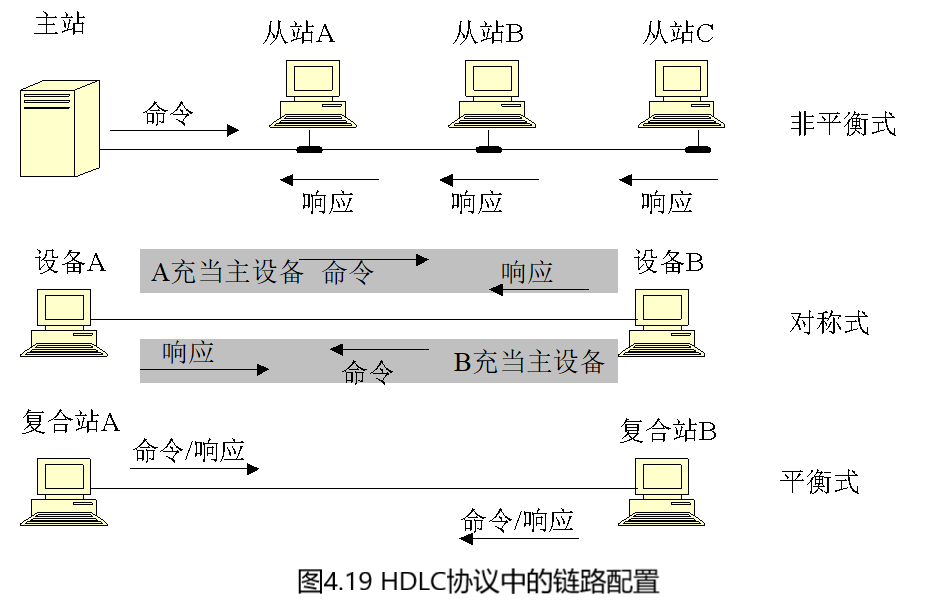 主站
从站A
从站B
从站C
命令
非平衡式
响应
响应
响应
设备A
A充当主设备
命令
响应
设备B
对称式
响应
命令
B充当主设备
复合站A
命令/响应
复合站B
平衡式
命令/响应
图4.19 HDLC协议中的链路配置